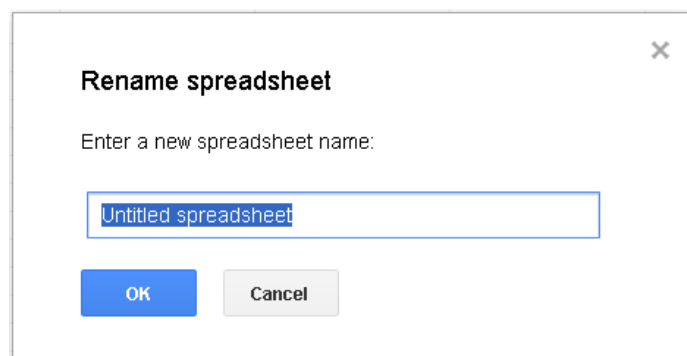 Rename spreadsheet
Enter a new spreadsheet name:
Untitled spreadsheet
OK Cancel